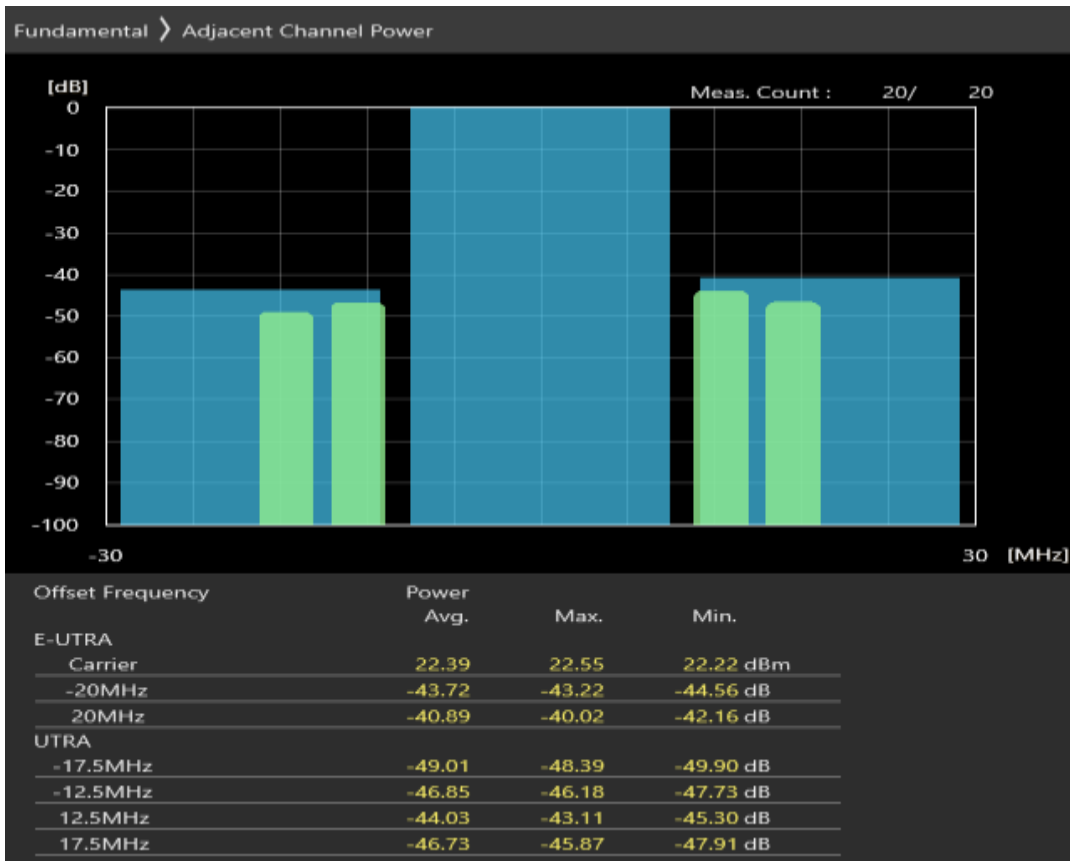 Fundamental 〉 Adjacent Channel Power
[dB]
Meas. Count : 20/ 20
0
-10
-20
-30
-40
-50
-60
-70
-80
-90
-100
-30 30 [MHz]
Offset Frequency Power
Avg. Max. Min.
E-UTRA
Carrier 22.39 22.55 22.22 dBm
-20MHz -43.72 -43.22 -44.56 dB
20MHz -40.89 -40.02 -42.16 dB
UTRA
-17.5MHz -49.01 -48.39 -49.90 dB
-12.5MHz -46.85 -46.18 -47.73 dB
12.5MHz -44.03 -43.11 -45.30 dB
17.5MHz -46.73 -45.87 -47.91 dB